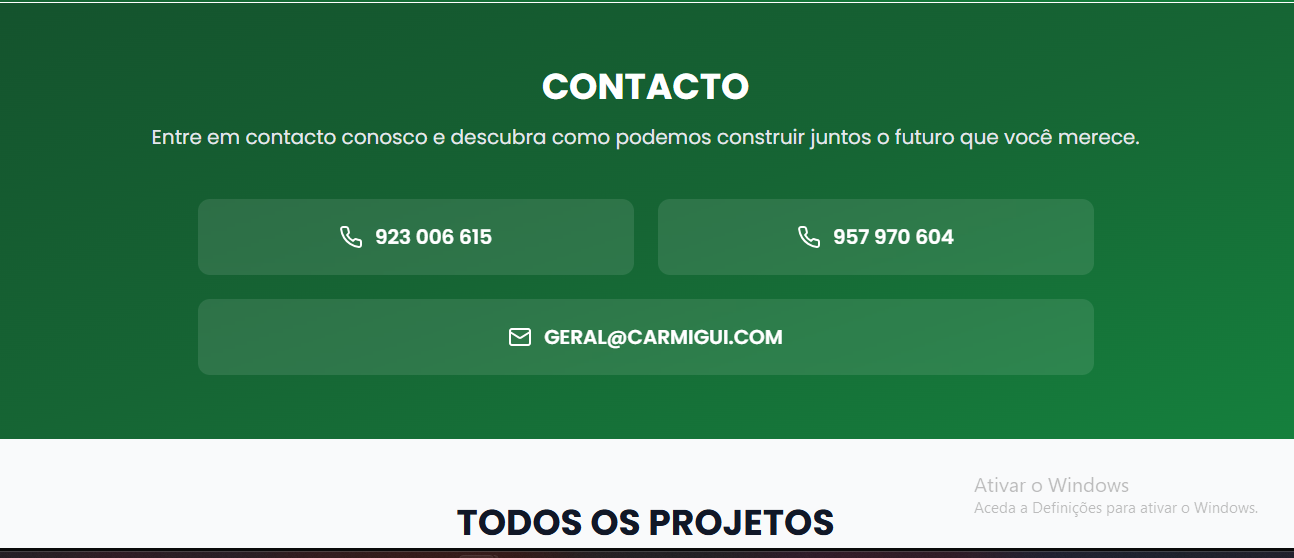 CONTACTO
Entre em contacto conosco e descubra como podemos construir juntos o futuro que você merece.
923 006 615
957 970 604
GERAL@CARMIGUI.COM
Ativar o Windows
Aceda a Definições para ativar o Windows.
TODOS OS PROJETOS